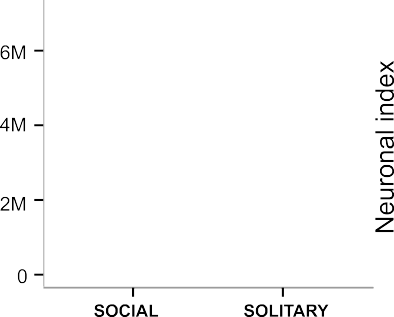 6M
4M
2M
0
SOCIAL
SOLITARY
Neuronal index